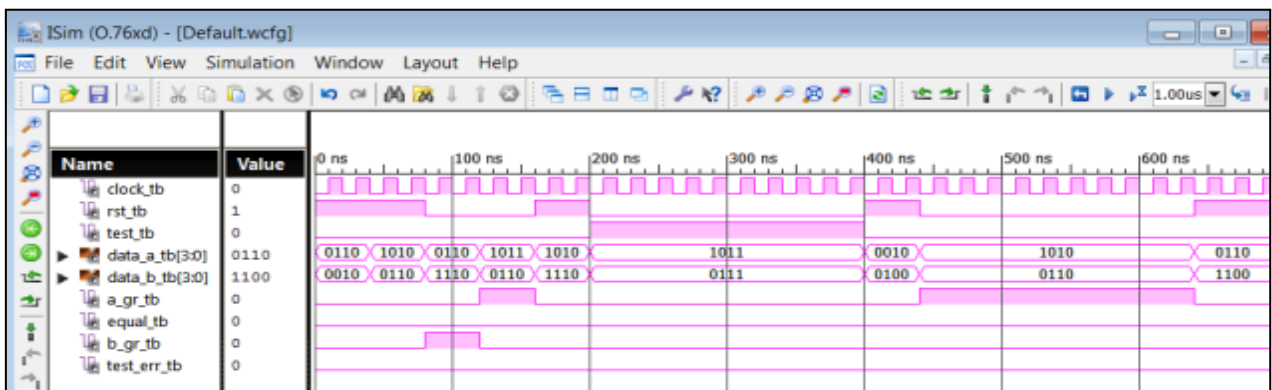 ISim (O.76xd) - [Default.wcfg]
File Edit View Simulation Window Layout Help
1.00us
Name Value 0 ns 100 ns 200 ns 300 ns 400 ns 500 ns 600 ns
clock_tb 0
rst_tb 1
test_tb 0
data_a_tb[3:0] 0110 0110 1010 0110 1011 1010 1011 0010 1010 0110
data_b_tb[3:0] 1100 0010 0110 1110 0110 1110 0111 0100 0110 1100
a_gr_tb 0
equal_tb 0
b_gr_tb 0
test_err_tb 0